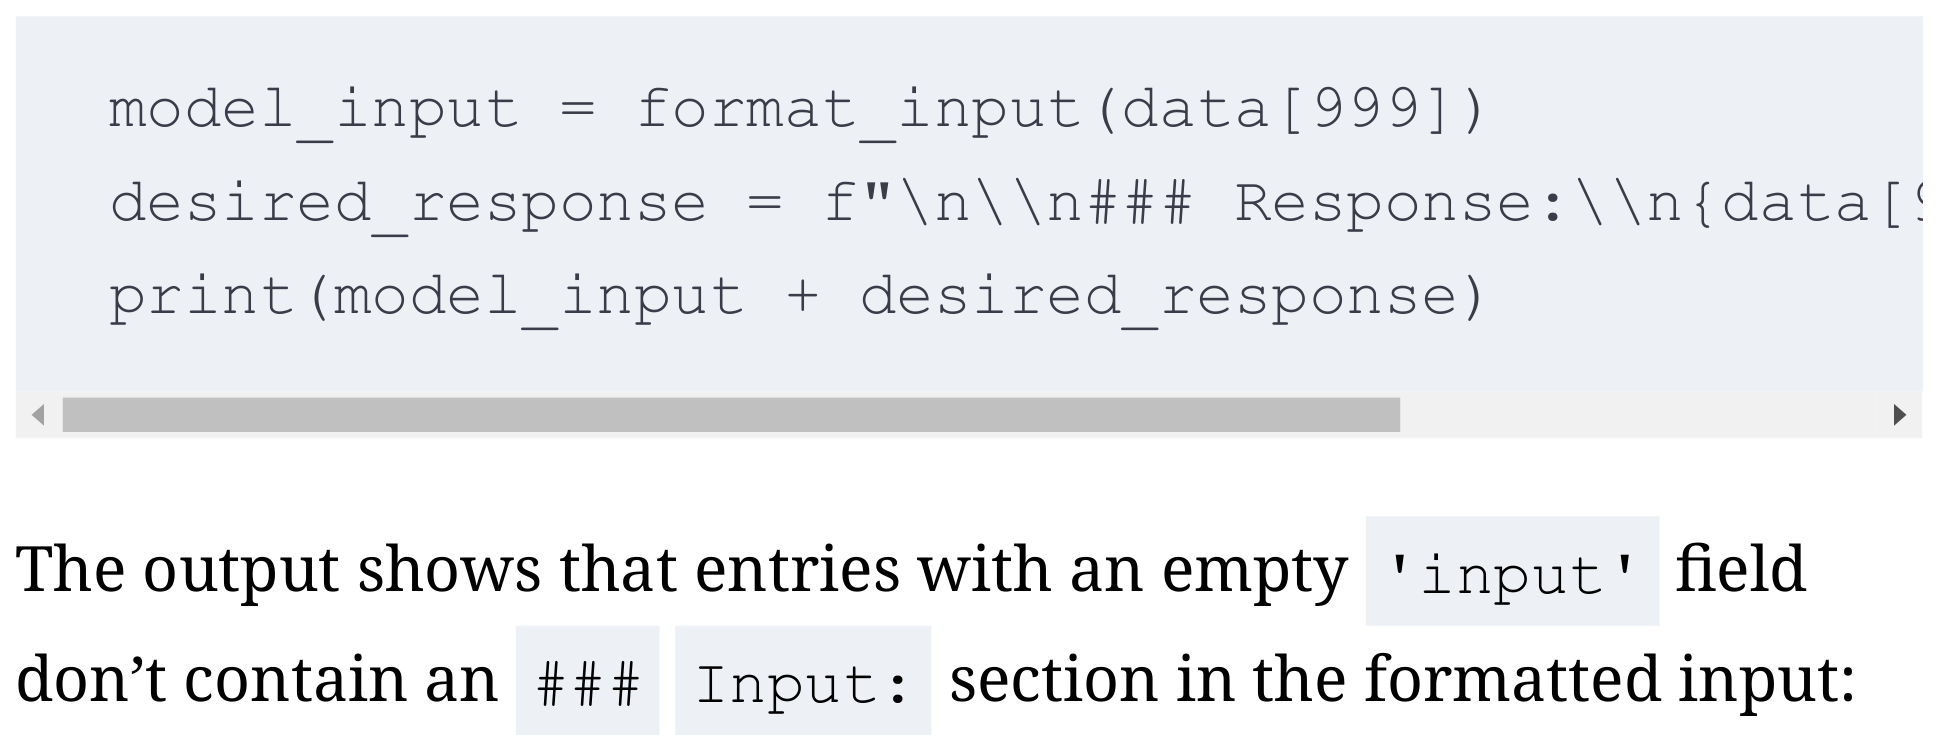 model_input = format_input(data[999])
desired_response = f"\n\\n### Response:\\n{data[
print(model_input + desired_response)
The output shows that entries with an empty 'input' field
don’t contain an ### Input: section in the formatted input: